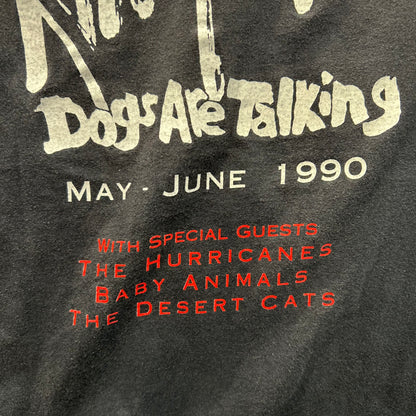 Dogs Are Talking
MAY - JUNE 1990
WITH SPECIAL GUESTS
THE HURRICANES
BABY ANIMALS
THE DESERT CATS